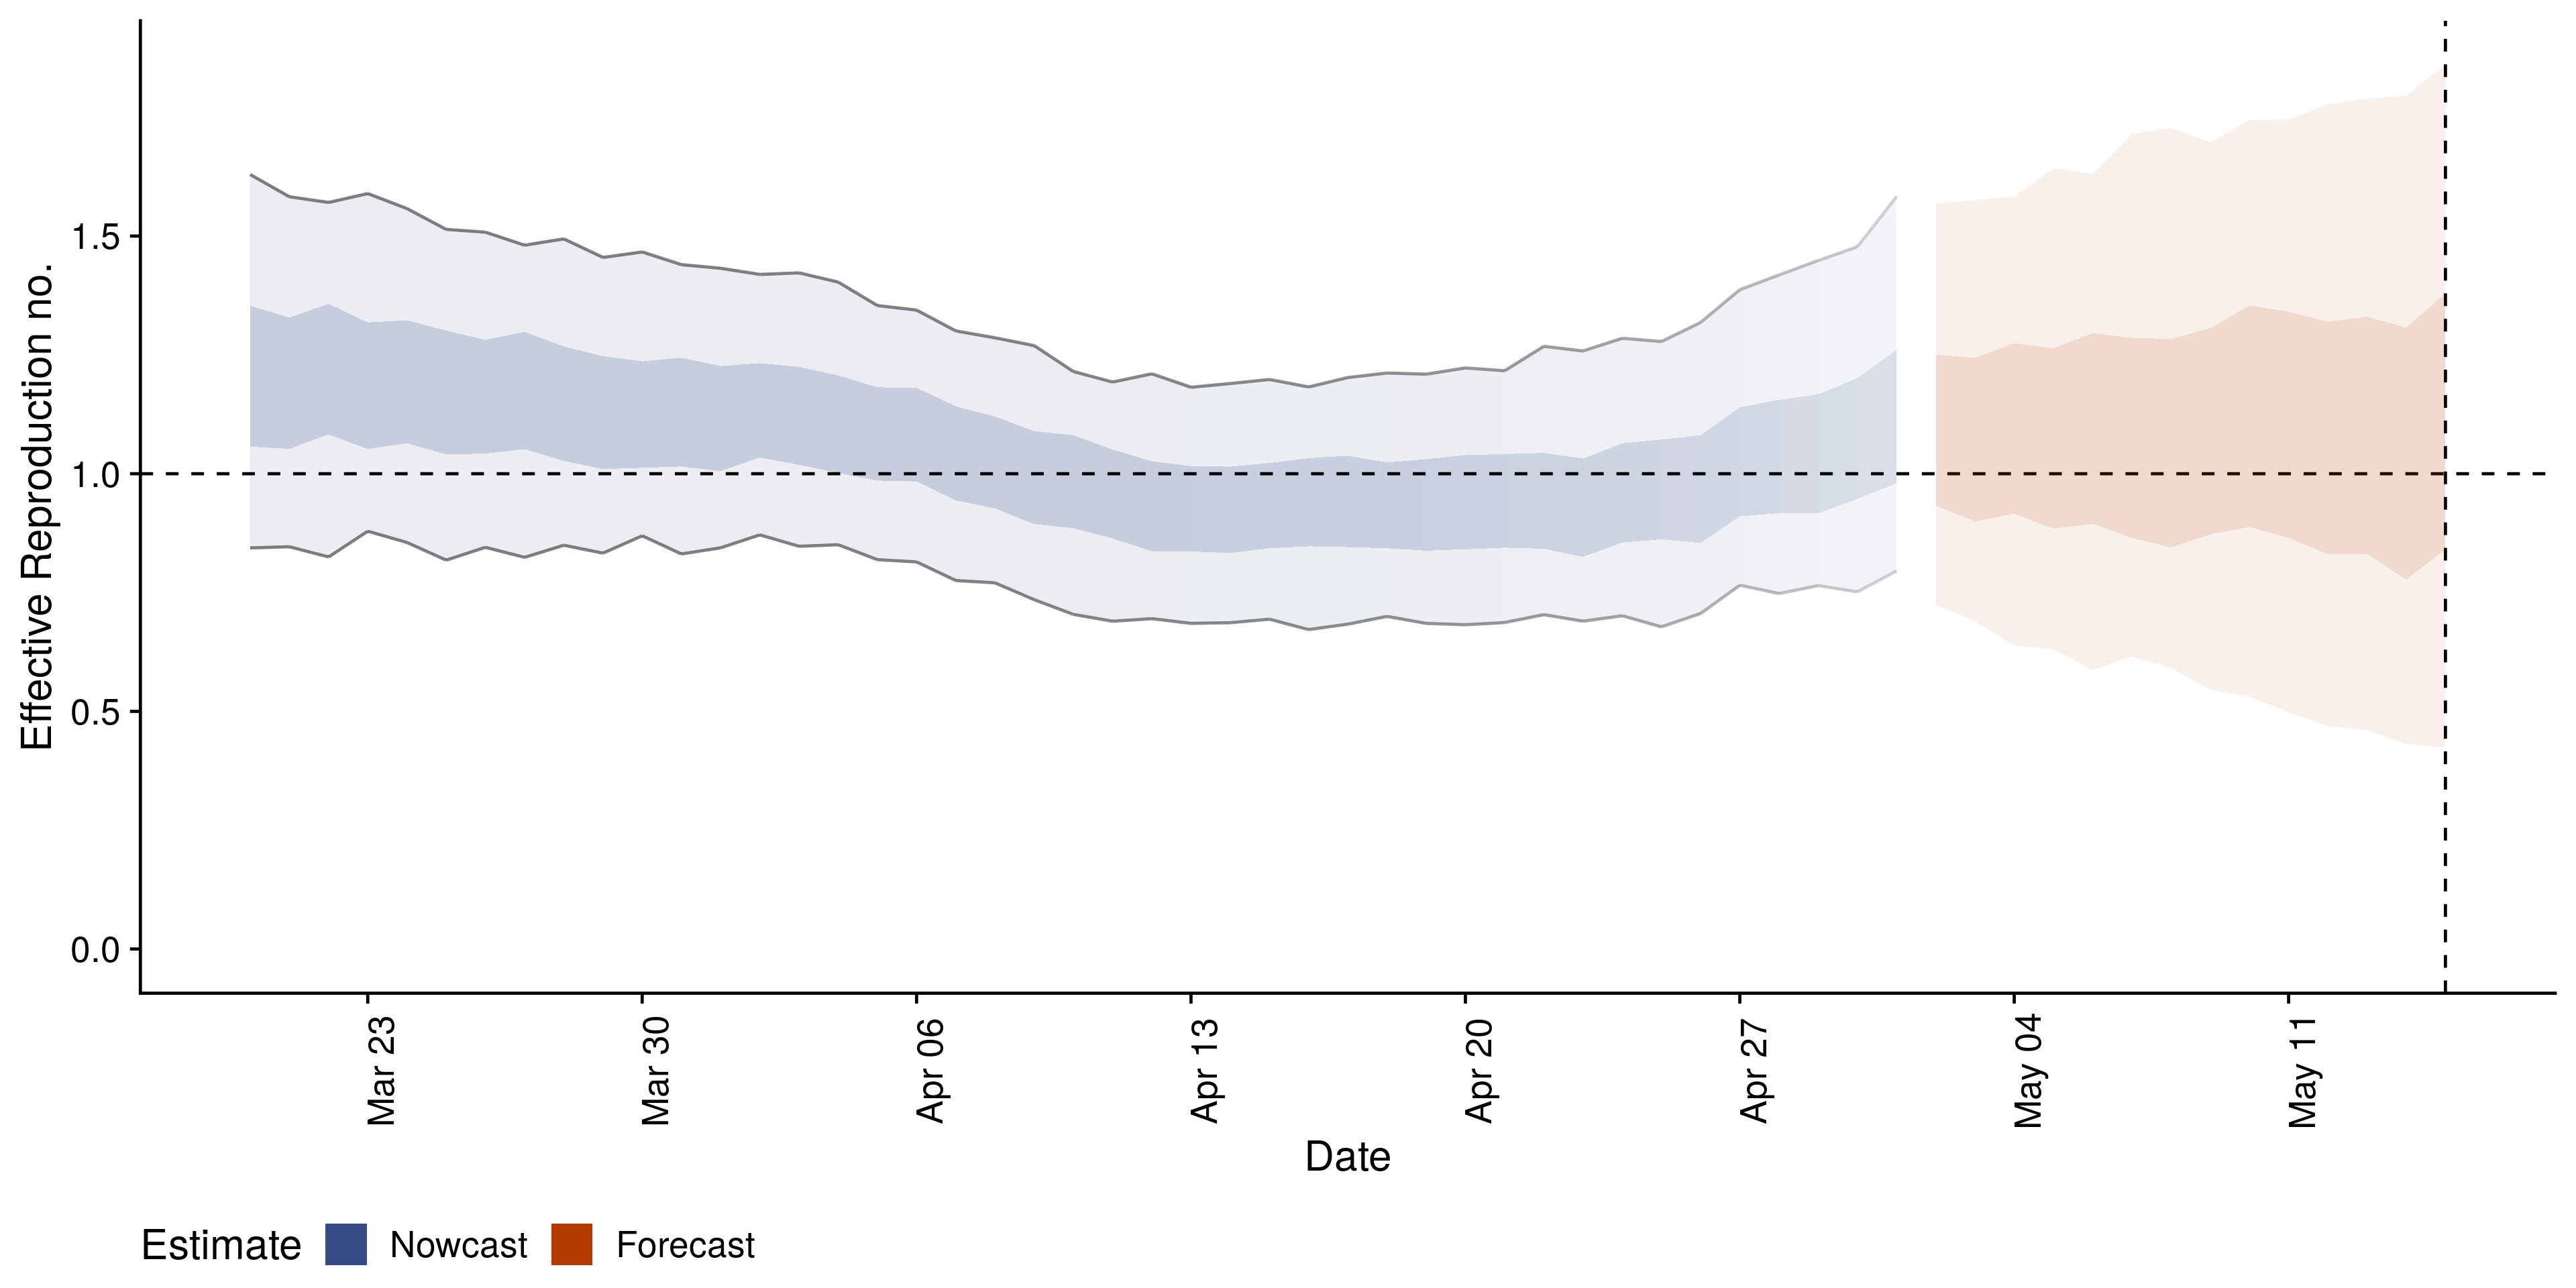 Effective Reproduction no.
1.5
1.0
0.5
0.0
Mar 23
Mar 30
Apr 06
Apr 13
Apr 20
Apr 27
May 04
May 11
Date
Estimate Nowcast Forecast